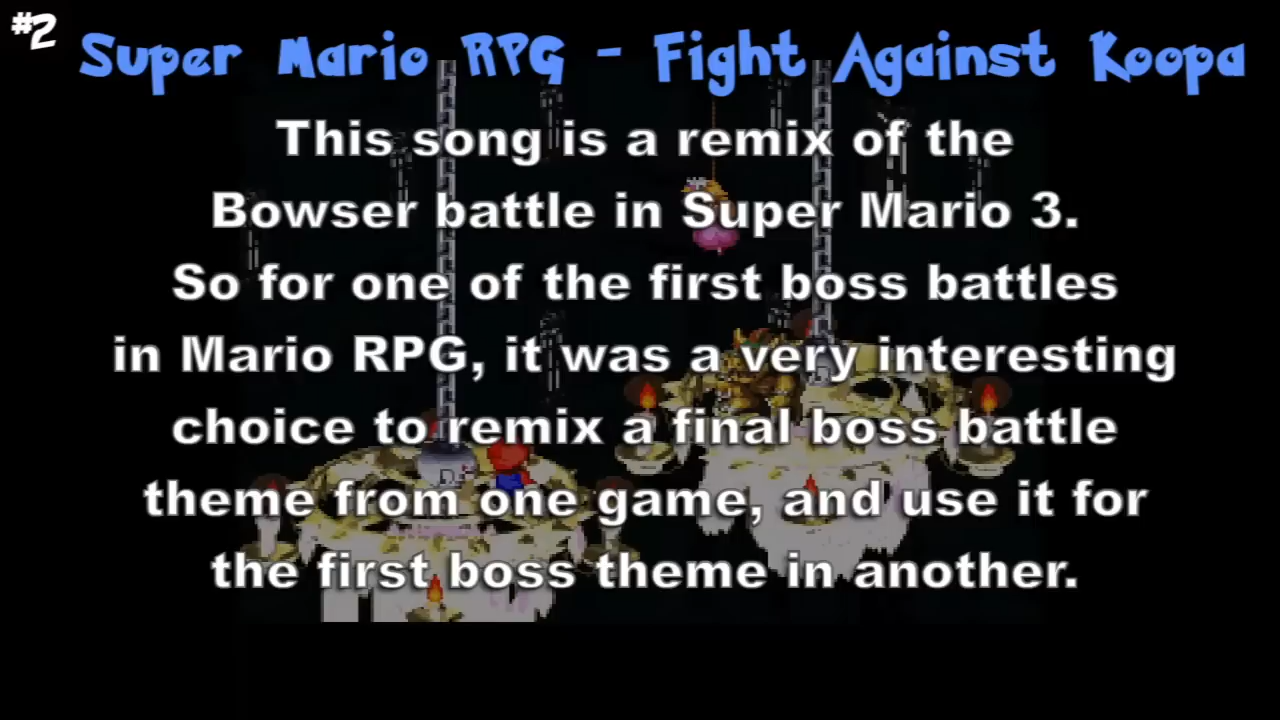 #2
Super Mario RPG - Fight Against Koopa
This song is a remix of the
Bowser battle in Super Mario 3.
So for one of the first boss battles
in Mario RPG, it was a very interesting
choice to remix a final boss battle
theme from one game, and use it for
the first boss theme in another.